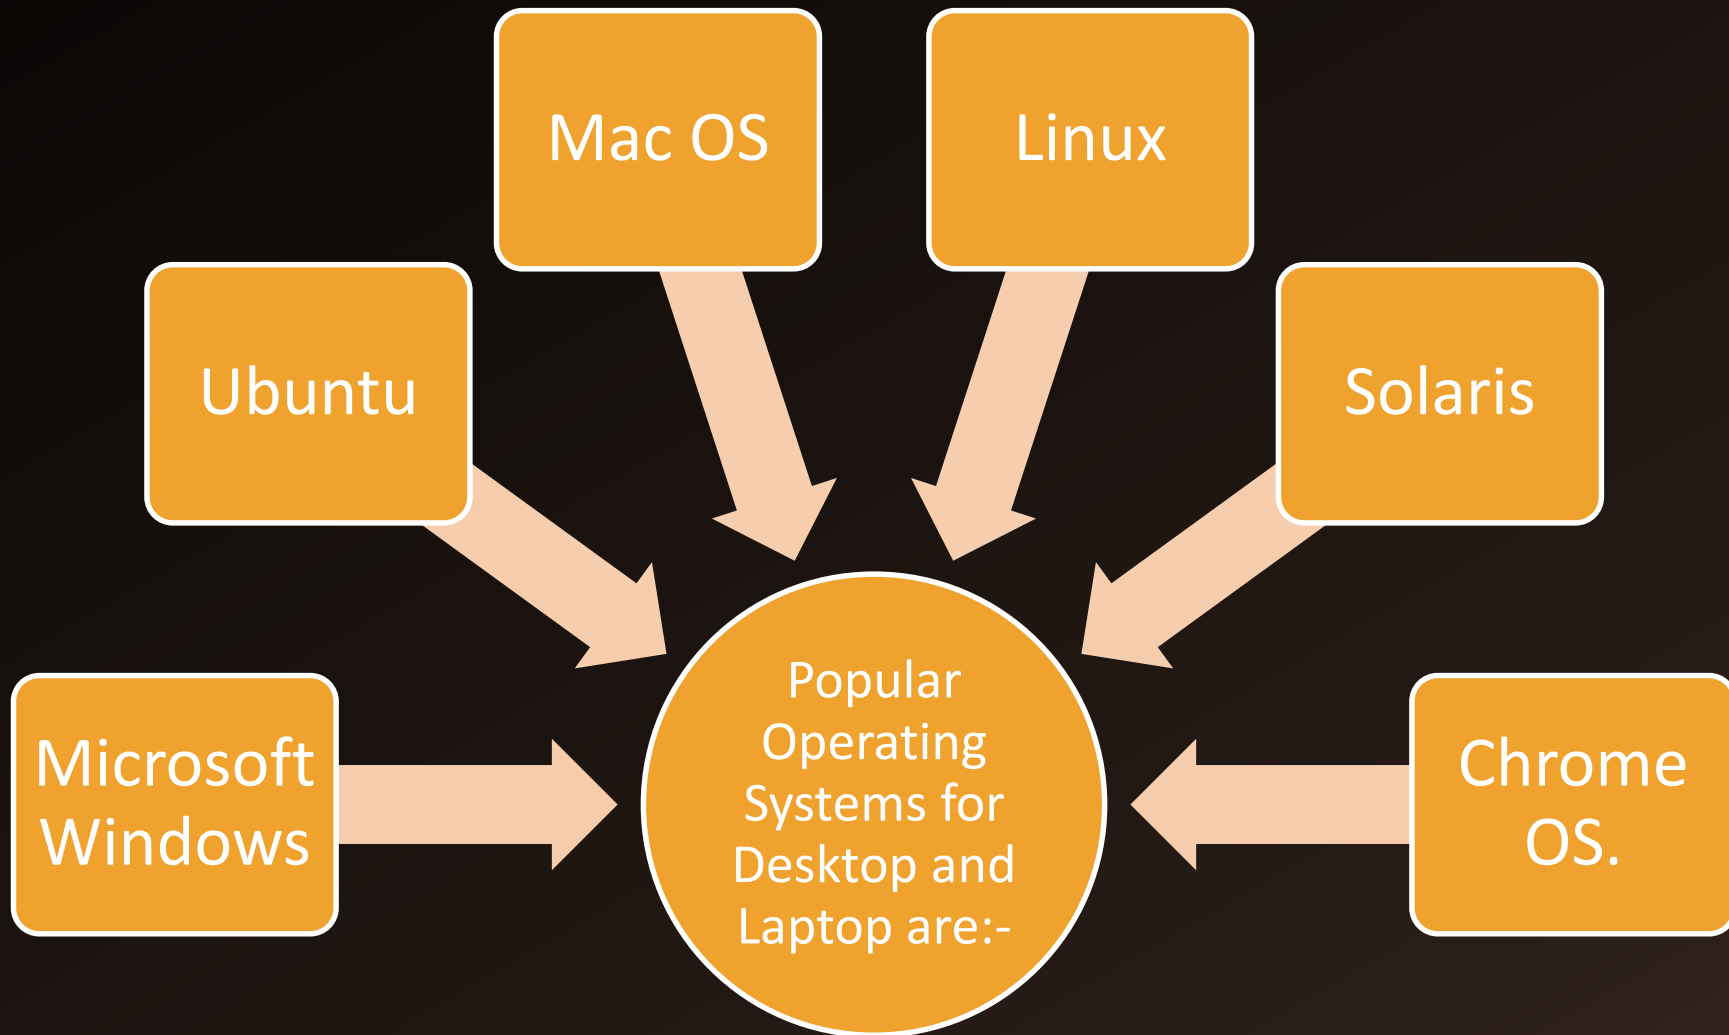 Mac OS
Linux
Ubuntu
Solaris
Microsoft
Windows
Popular
Operating
Systems for
Desktop and
Laptop are:-
Chrome
OS.